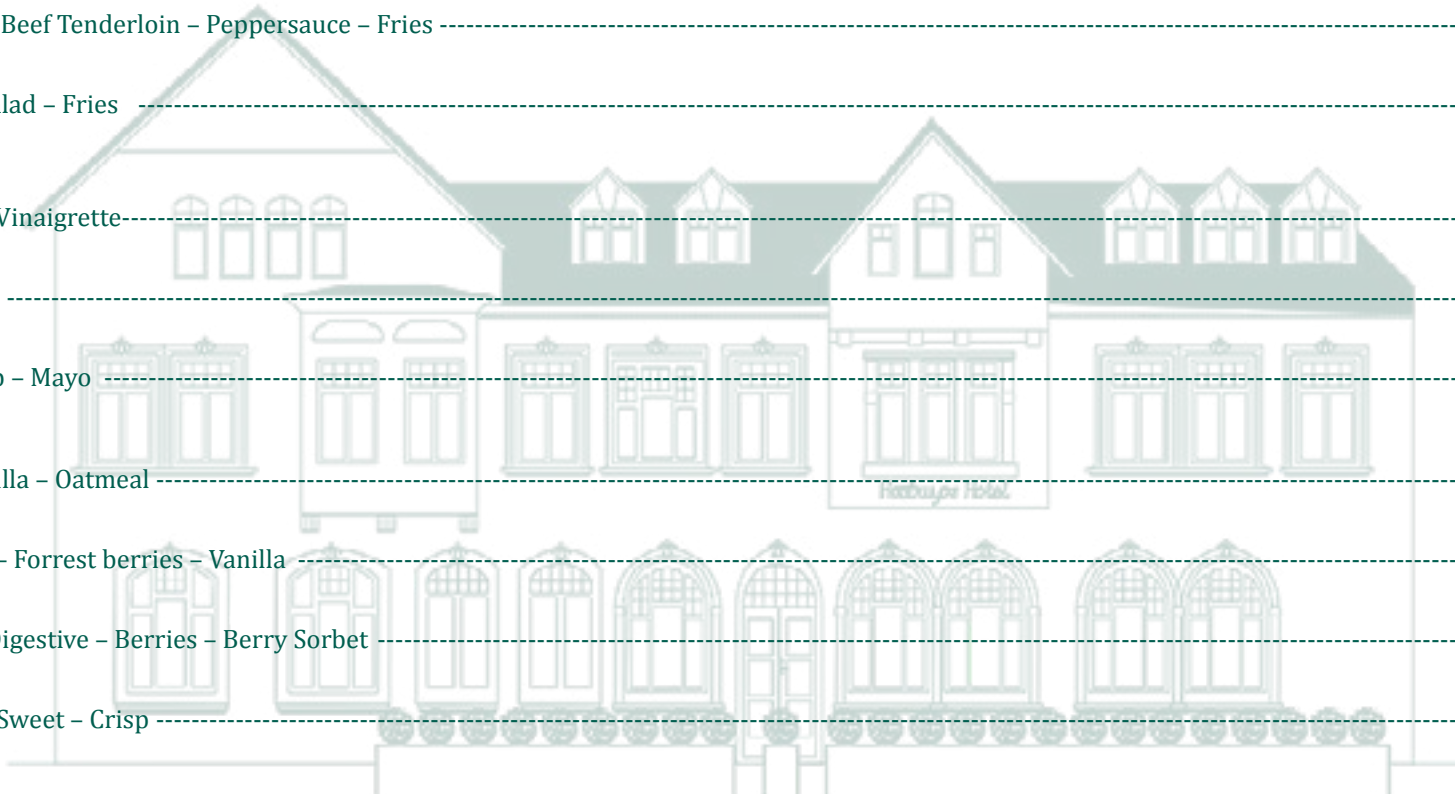 Beef Tenderloin – Peppersauce – Fries
lad – Fries
Vinaigrette
– Mayo
lla – Oatmeal
– Forrest berries – Vanilla
igestive – Berries – Berry Sorbet
Sweet – Crisp
Hotel